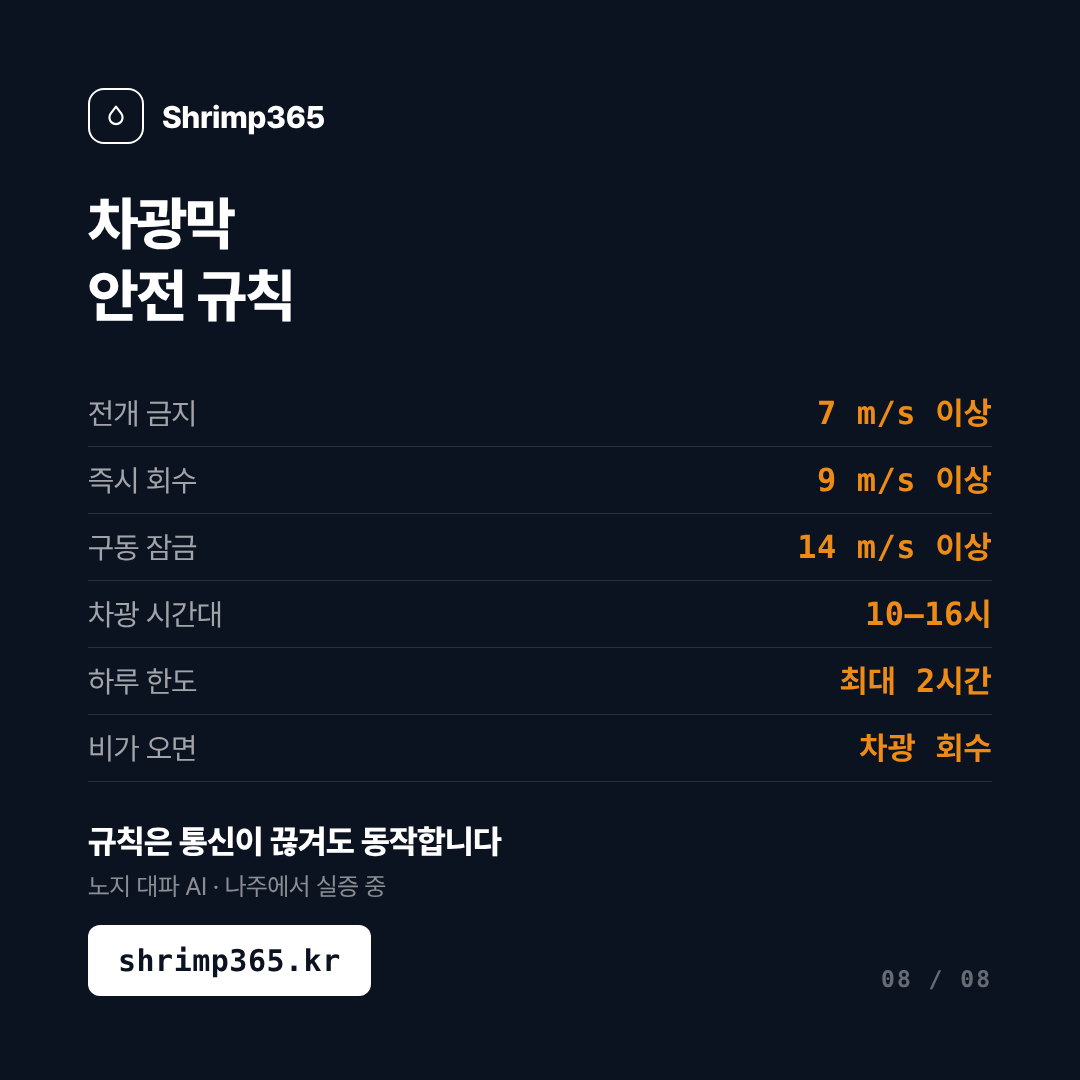 Shrimp365
차광막
안전 규칙
전개 금지 7 m/s 이상
즉시 회수 9 m/s 이상
구동 잠금 14 m/s 이상
차광 시간대 10–16시
하루 한도 최대 2시간
비가 오면 차광 회수
규칙은 통신이 끊겨도 동작합니다
노지 대파 AI · 나주에서 실증 중
shrimp365.kr
08 / 08